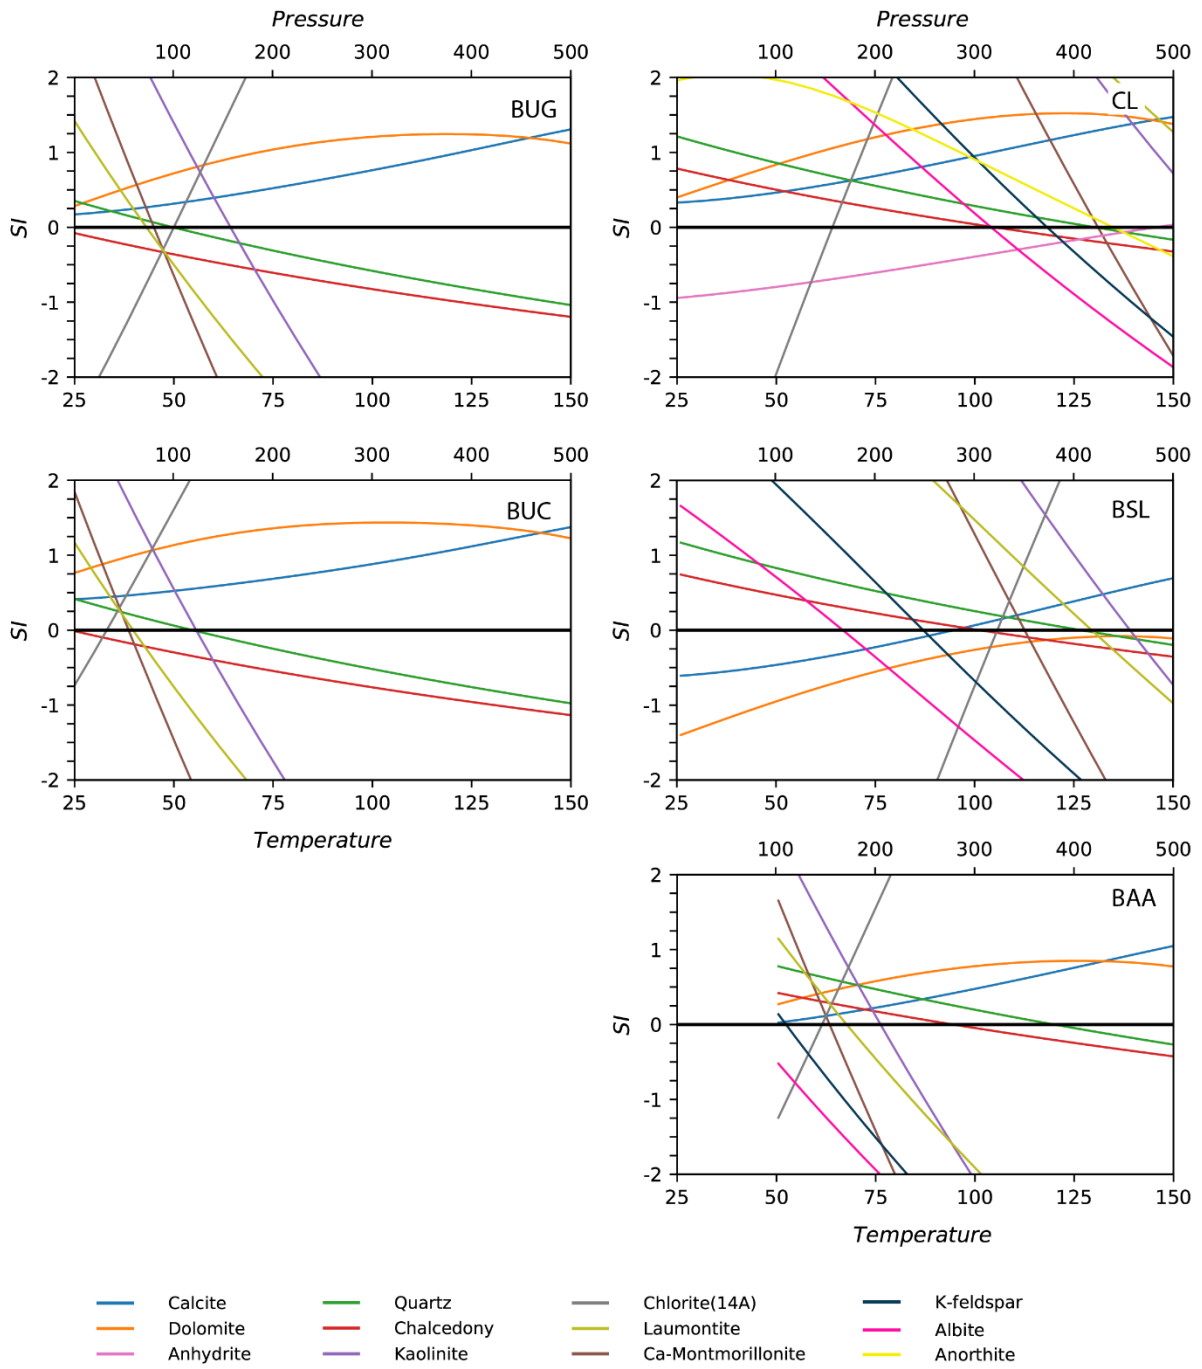 Pressure
Pressure
100 200 300 400 500
100 200 300 400 500
2
1
0
-1
-2
SI
BUG
25 50 75 100 125 150
2
1
0
-1
-2
SI
CL
25 50 75 100 125 150
100 200 300 400 500
100 200 300 400 500
2
1
0
-1
-2
SI
BUC
25 50 75 100 125 150
Temperature
2
1
0
-1
-2
SI
BSL
25 50 75 100 125 150
100 200 300 400 500
2
1
0
-1
-2
SI
BAA
25 50 75 100 125 150
Temperature
Calcite Quartz Chlorite(14A) K-feldspar
Dolomite Chalcedony Laumontite Albite
Anhydrite Kaolinite Ca-Montmorillonite Anorthite